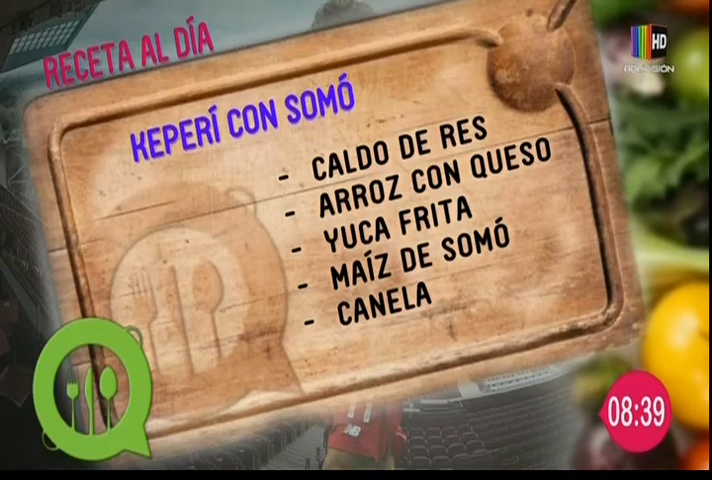 RECETA AL DÍA
HD
BOLIVISIÓN
KEPERÍ CON SOMÓ
- CALDO DE RES
- ARROZ CON QUESO
- YUCA FRITA
- MAÍZ DE SOMÓ
- CANELA
08:39